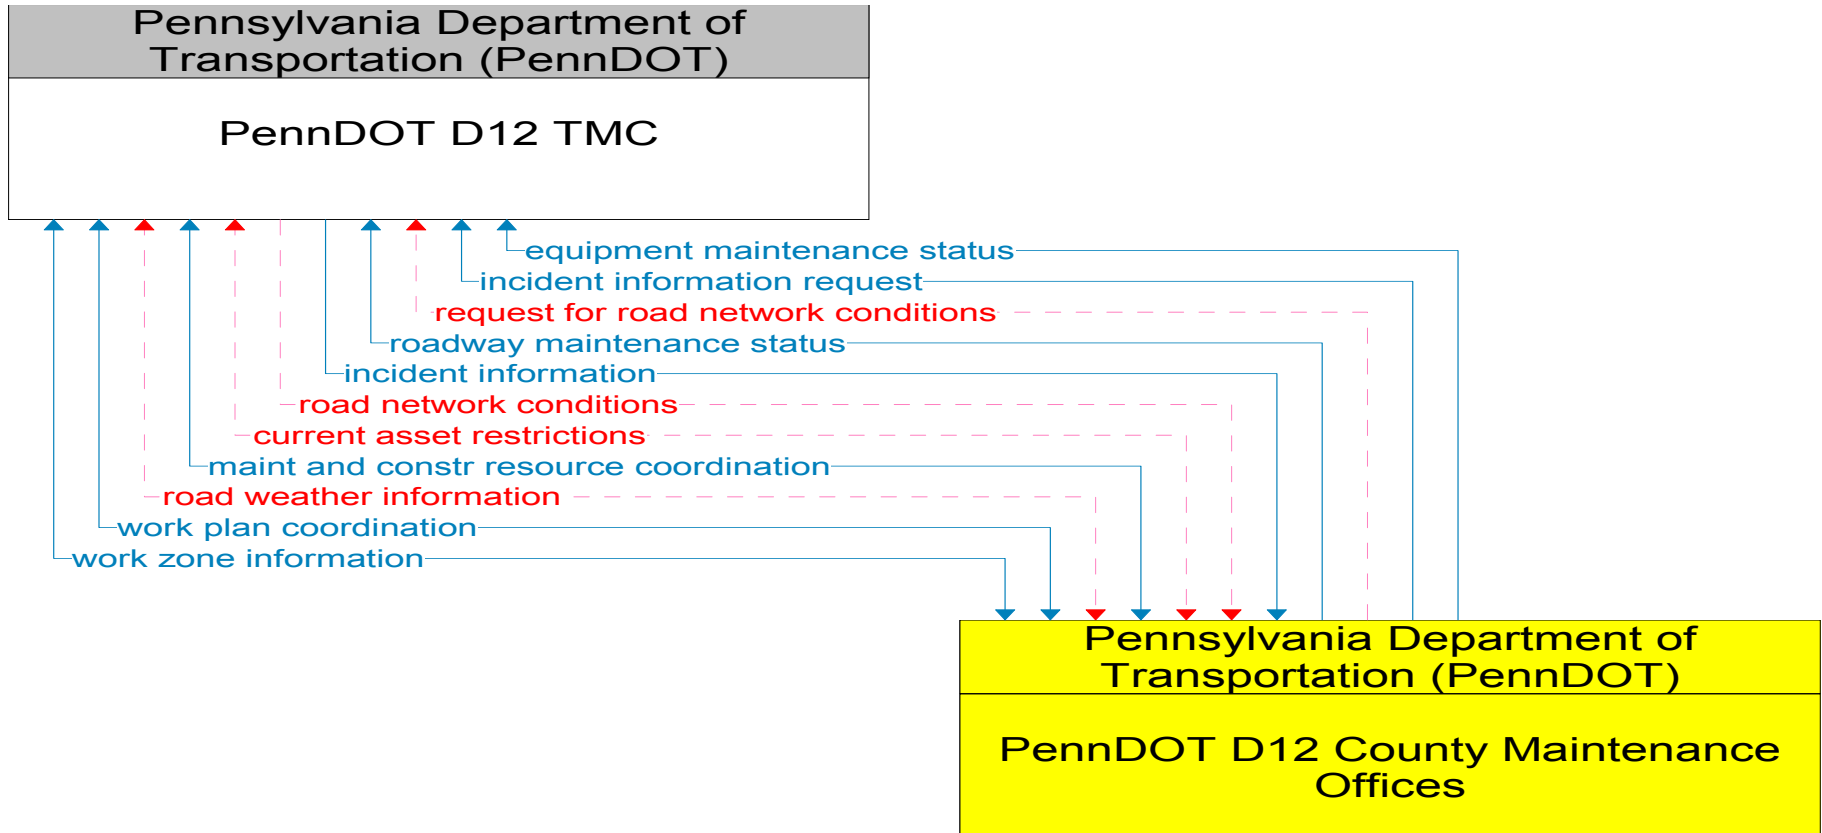 Pennsylvania Department of
Transportation (PennDOT)
PennDOT D12 TMC
equipment maintenance status
incident information request
request for road network conditions
roadway maintenance status
incident information
road network conditions
current asset restrictions
maint and constr resource coordination
road weather information
work plan coordination
work zone information
Pennsylvania Department of
Transportation (PennDOT)
PennDOT D12 County Maintenance
Offices